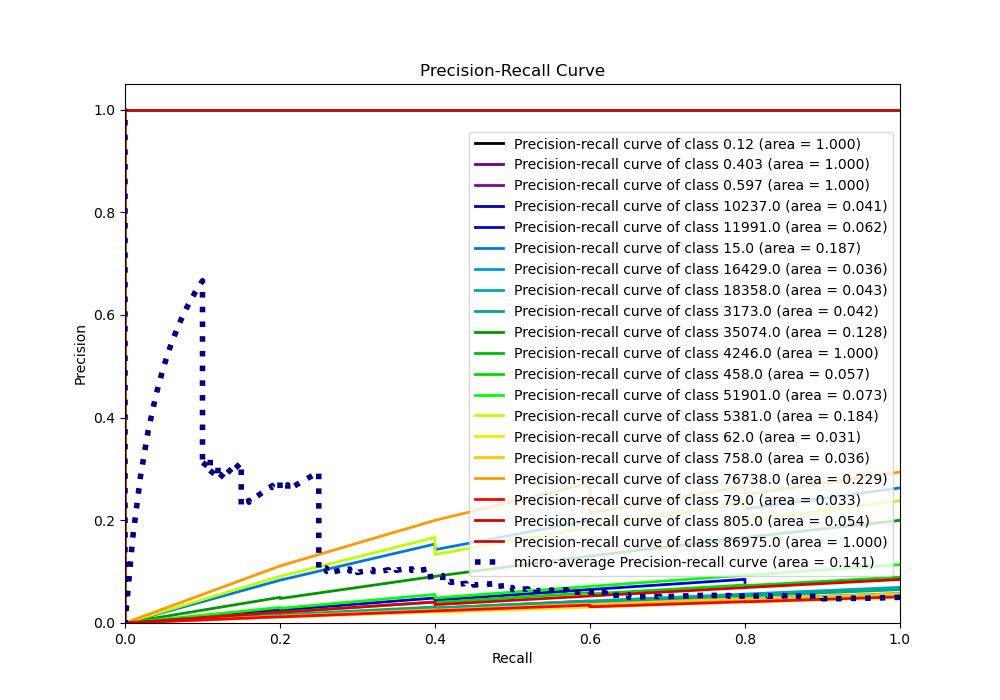 Precision-Recall Curve
1.0
0.8
0.6
0.4
0.2
0.0
Precision
Precision-recall curve of class 0.12 (area = 1.000)
Precision-recall curve of class 0.403 (area = 1.000)
Precision-recall curve of class 0.597 (area = 1.000)
Precision-recall curve of class 10237.0 (area = 0.041)
Precision-recall curve of class 11991.0 (area = 0.062)
Precision-recall curve of class 15.0 (area = 0.187)
Precision-recall curve of class 16429.0 (area = 0.036)
Precision-recall curve of class 18358.0 (area = 0.043)
Precision-recall curve of class 3173.0 (area = 0.042)
Precision-recall curve of class 35074.0 (area = 0.128)
Precision-recall curve of class 4246.0 (area = 1.000)
Precision-recall curve of class 458.0 (area = 0.057)
Precision-recall curve of class 51901.0 (area = 0.073)
Precision-recall curve of class 5381.0 (area = 0.184)
Precision-recall curve of class 62.0 (area = 0.031)
Precision-recall curve of class 758.0 (area = 0.036)
Precision-recall curve of class 76738.0 (area = 0.229)
Precision-recall curve of class 79.0 (area = 0.033)
Precision-recall curve of class 805.0 (area = 0.054)
Precision-recall curve of class 86975.0 (area = 1.000)
micro-average Precision-recall curve (area = 0.141)
0.0 0.2 0.4 0.6 0.8 1.0
Recall